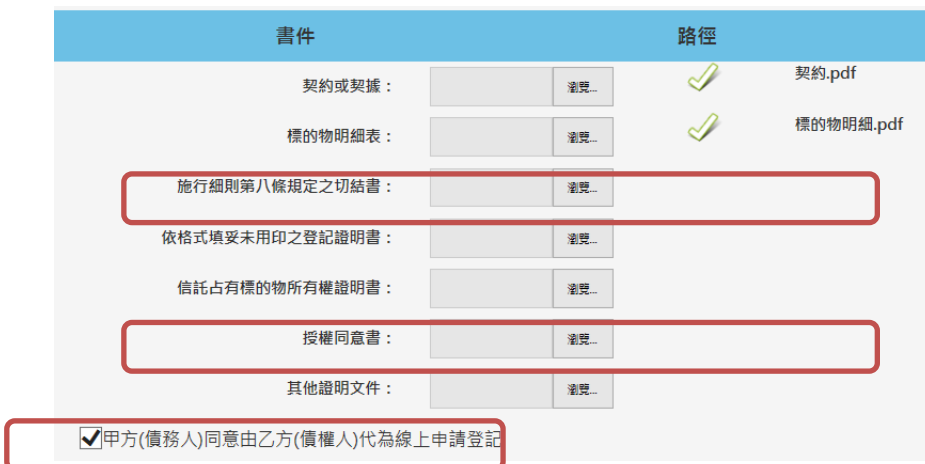 書件 路徑
契約或契據： 瀏覽... 契約.pdf
標的物明細表： 瀏覽... 標的物明細.pdf
施行細則第八條規定之切結書： 瀏覽...
依格式填妥未用印之登記證明書： 瀏覽...
信託占有標的物所有權證明書： 瀏覽...
授權同意書： 瀏覽...
其他證明文件： 瀏覽...
甲方(債務人)同意由乙方(債權人)代為線上申請登記